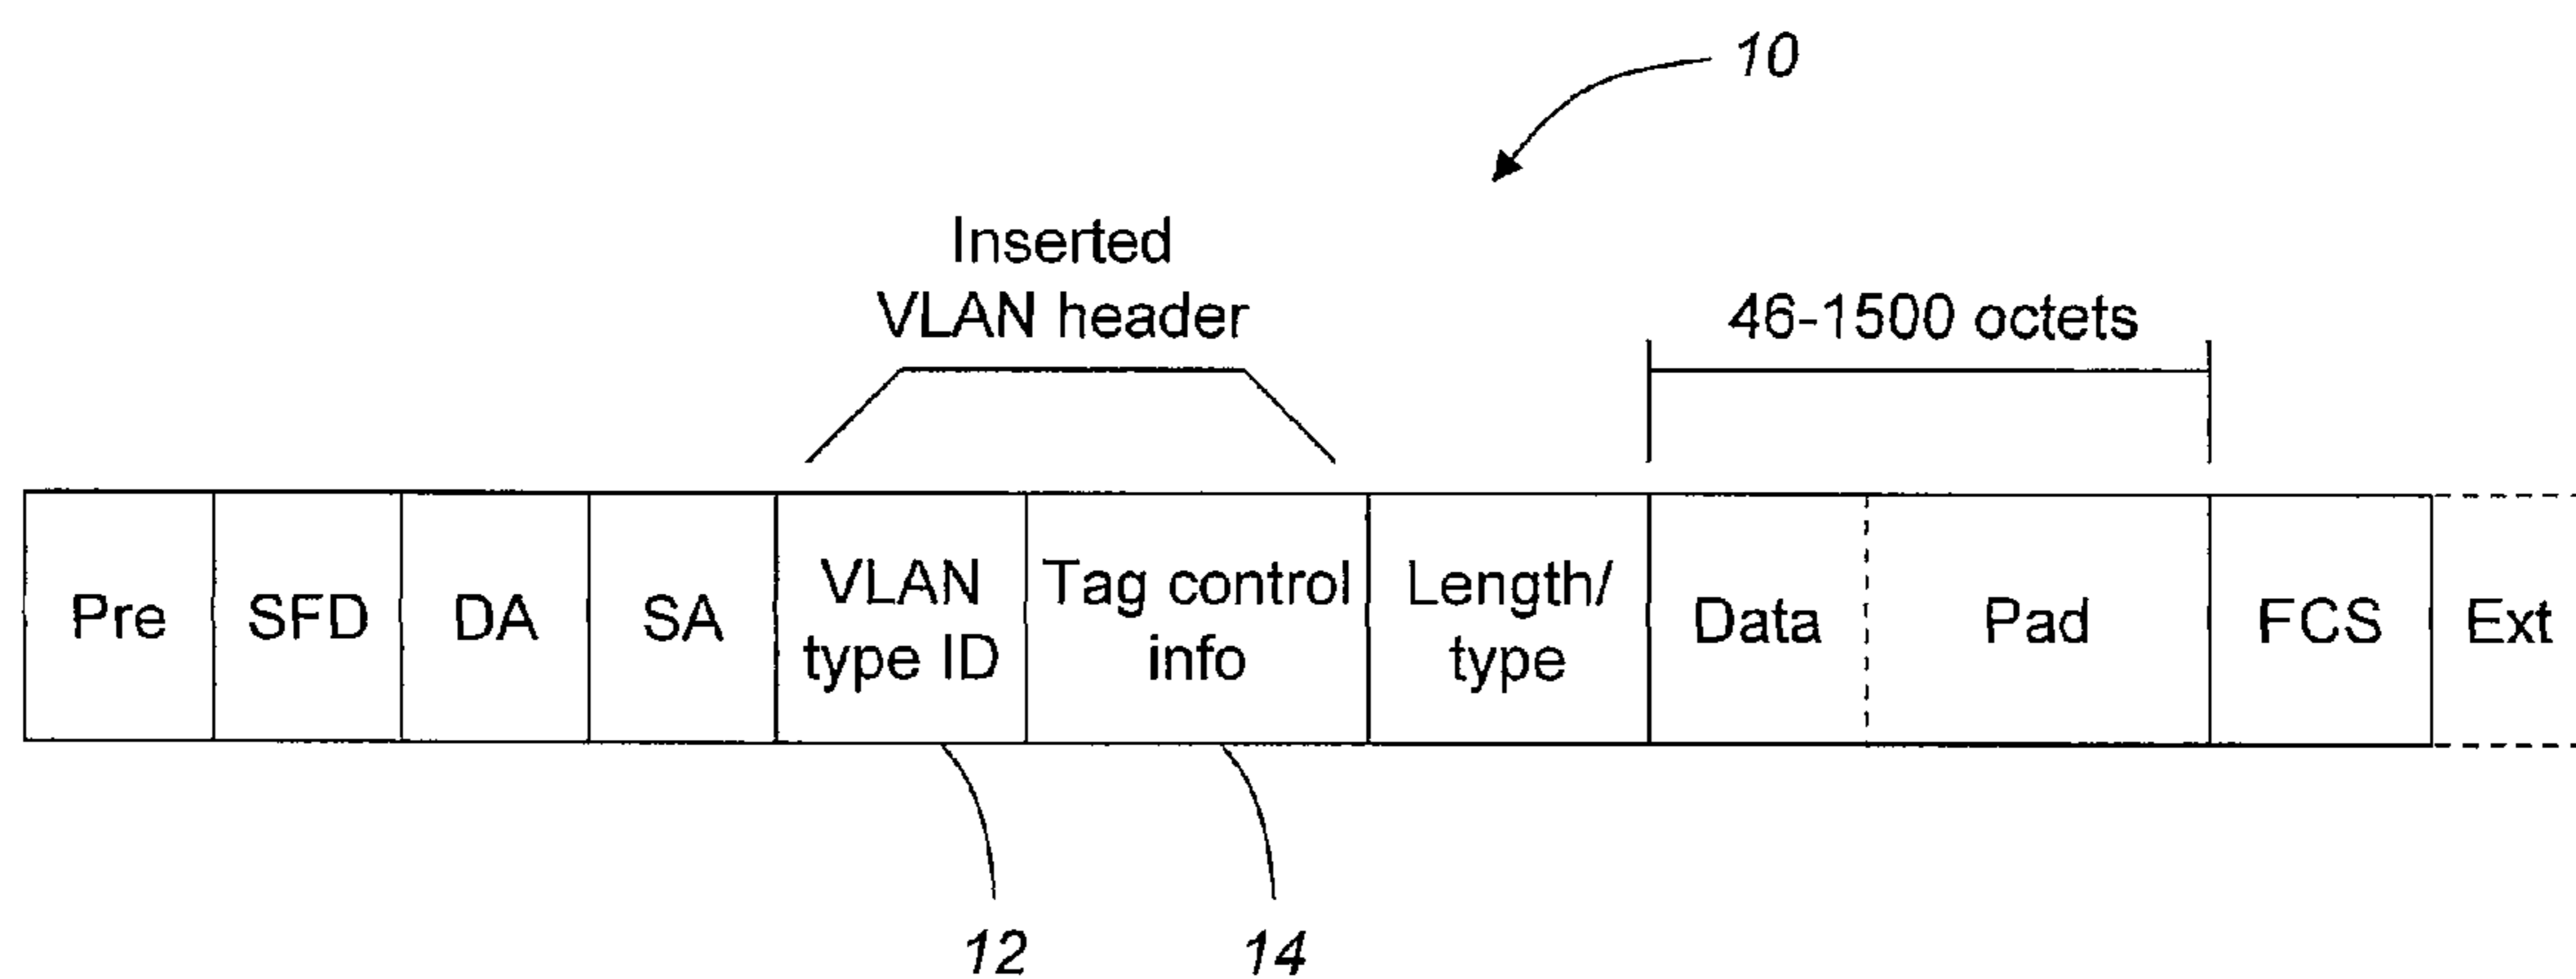 10
Inserted
VLAN header
46-1500 octets
Pre
SFD
DA
SA
VLAN
type ID
Tag control
info
Length/
type
Data
Pad
FCS
Ext
12
14